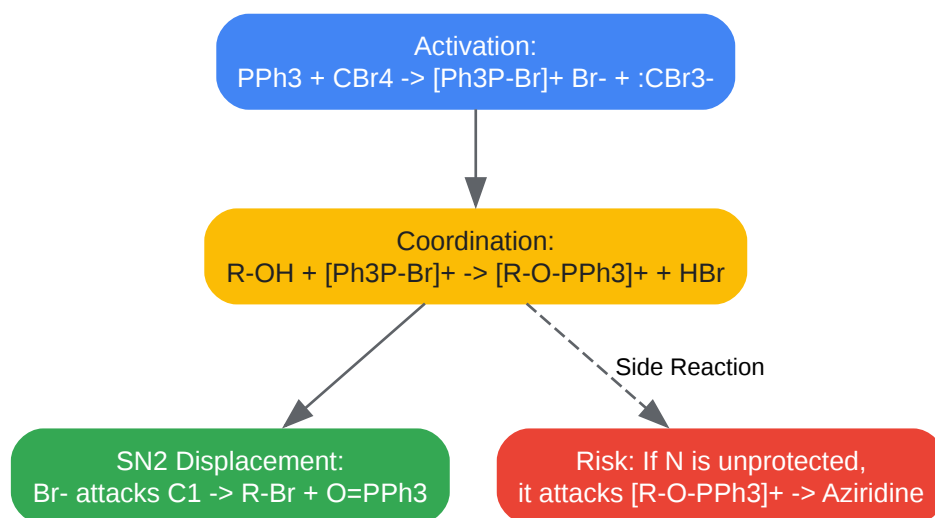 Activation:
PPh3 + CBr4 -> [Ph3P-Br]+ Br- + :CBr3-
Coordination:
R-OH + [Ph3P-Br]+ -> [R-O-PPh3]+ + HBr
Side Reaction
SN2 Displacement:
Br- attacks C1 -> R-Br + O=PPh3
Risk: If N is unprotected,
it attacks [R-O-PPh3]+ -> Aziridine